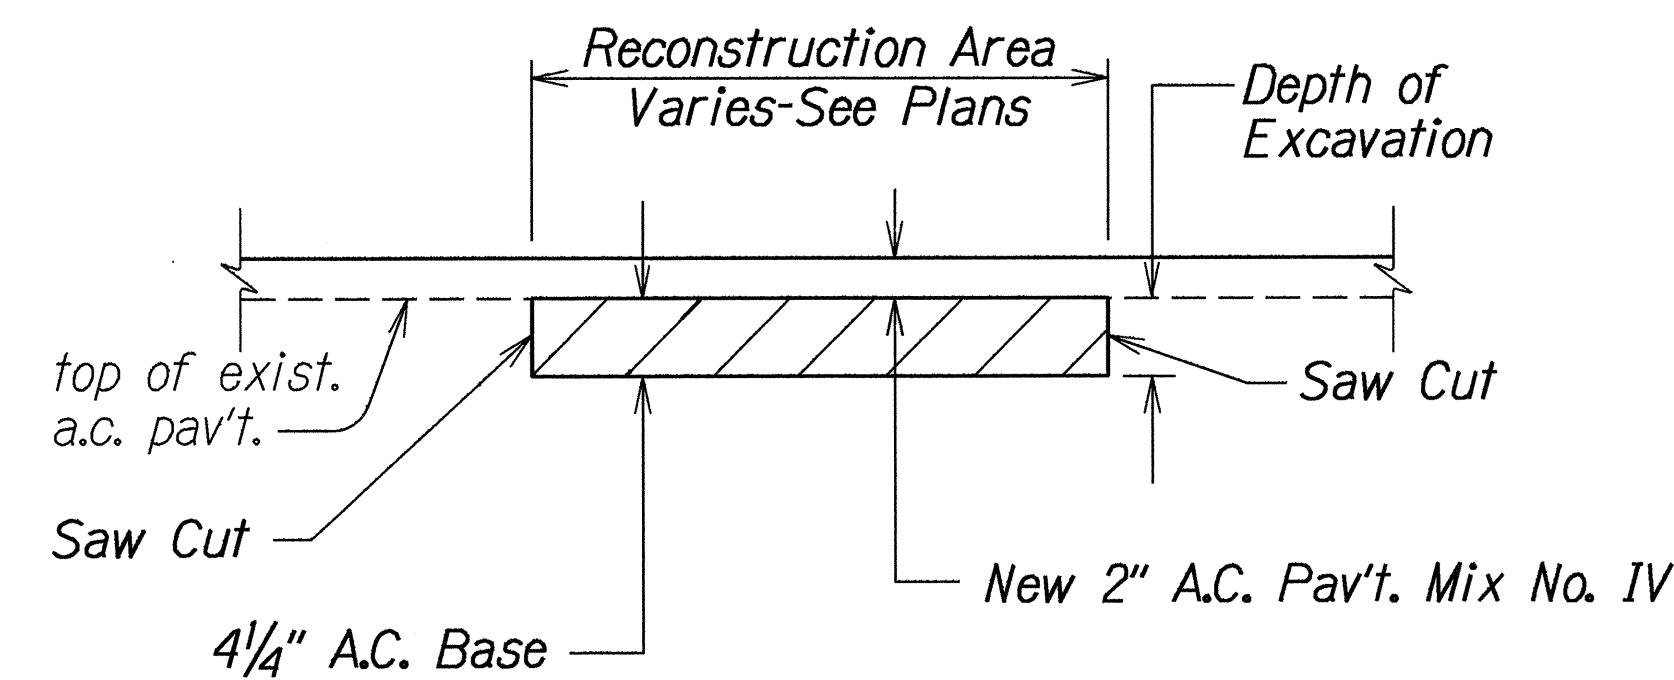 Reconstruction Area
Varies-See Plans
Depth of
Excavation
top of exist.
a.c. pav't.
Saw Cut
Saw Cut
New 2" A.C. Pav't. Mix No. IV
4¼" A.C. Base